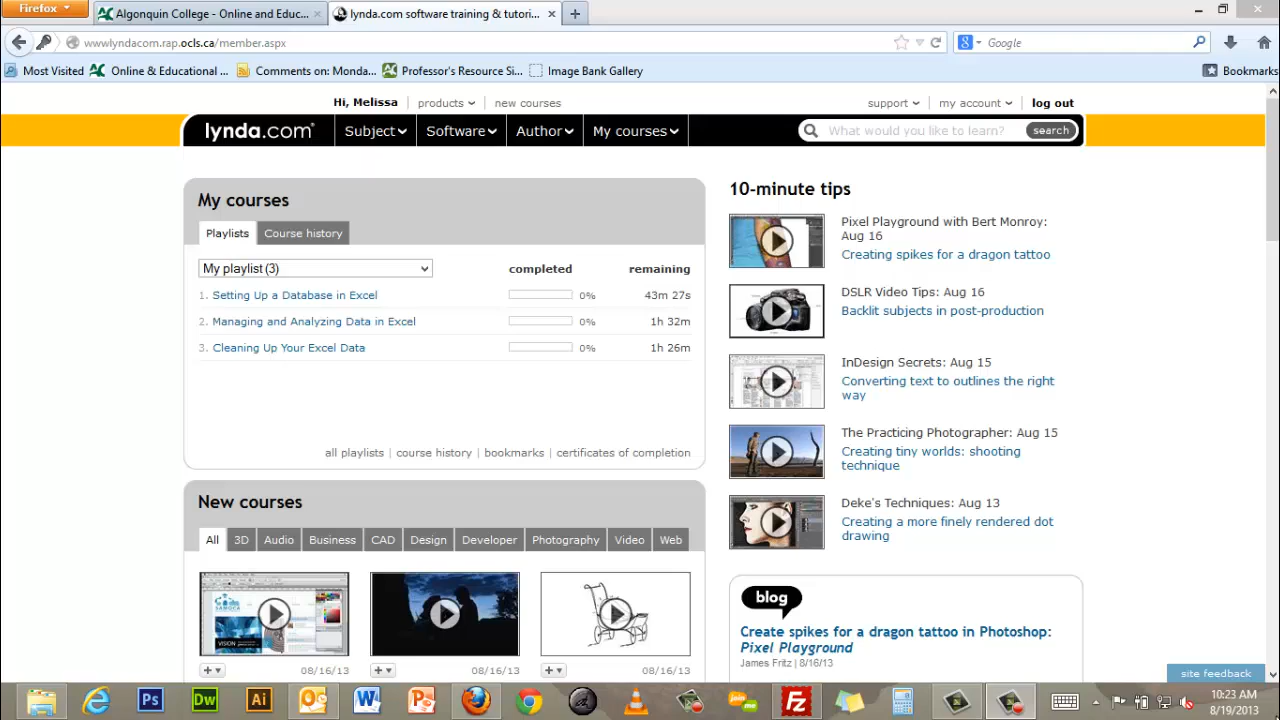 Firefox
Algonquin College - Online and Educ...
lynda.com software training & tutori...
wwwlyndacom.rap.ocls.ca/member.aspx
Google
Most Visited
Online & Educational ...
Comments on: Monda...
Professor's Resource Si...
Image Bank Gallery
Bookmarks
Hi, Melissa
products
new courses
support
my account
log out
lynda.com
Subject
Software
Author
My courses
What would you like to learn?
search
My courses
Playlists
Course history
My playlist (3)
completed
remaining
1. Setting Up a Database in Excel 0% 43m 27s
2. Managing and Analyzing Data in Excel 0% 1h 32m
3. Cleaning Up Your Excel Data 0% 1h 26m
all playlists | course history | bookmarks | certificates of completion
New courses
All 3D Audio Business CAD Design Developer Photography Video Web
08/16/13
08/16/13
08/16/13
10-minute tips
Pixel Playground with Bert Monroy:
Aug 16
Creating spikes for a dragon tattoo
DSLR Video Tips: Aug 16
Backlit subjects in post-production
InDesign Secrets: Aug 15
Converting text to outlines the right
way
The Practicing Photographer: Aug 15
Creating tiny worlds: shooting
technique
Deke's Techniques: Aug 13
Creating a more finely rendered dot
drawing
blog
Create spikes for a dragon tattoo in Photoshop:
Pixel Playground
James Fritz | 8/16/13
site feedback
Ps
Dw
Ai
10:23 AM
8/19/2013